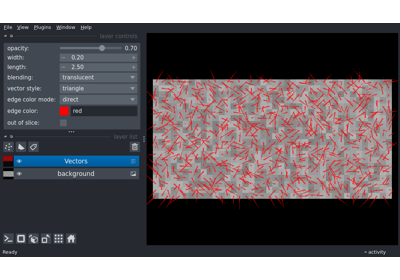 File View Plugins Window Help
layer controls
opacity: 0.70
width: 0.20
length: 2.50
blending: translucent
vector style: triangle
edge color mode: direct
edge color: red
out of slice:
layer list
Vectors
background
Ready
activity